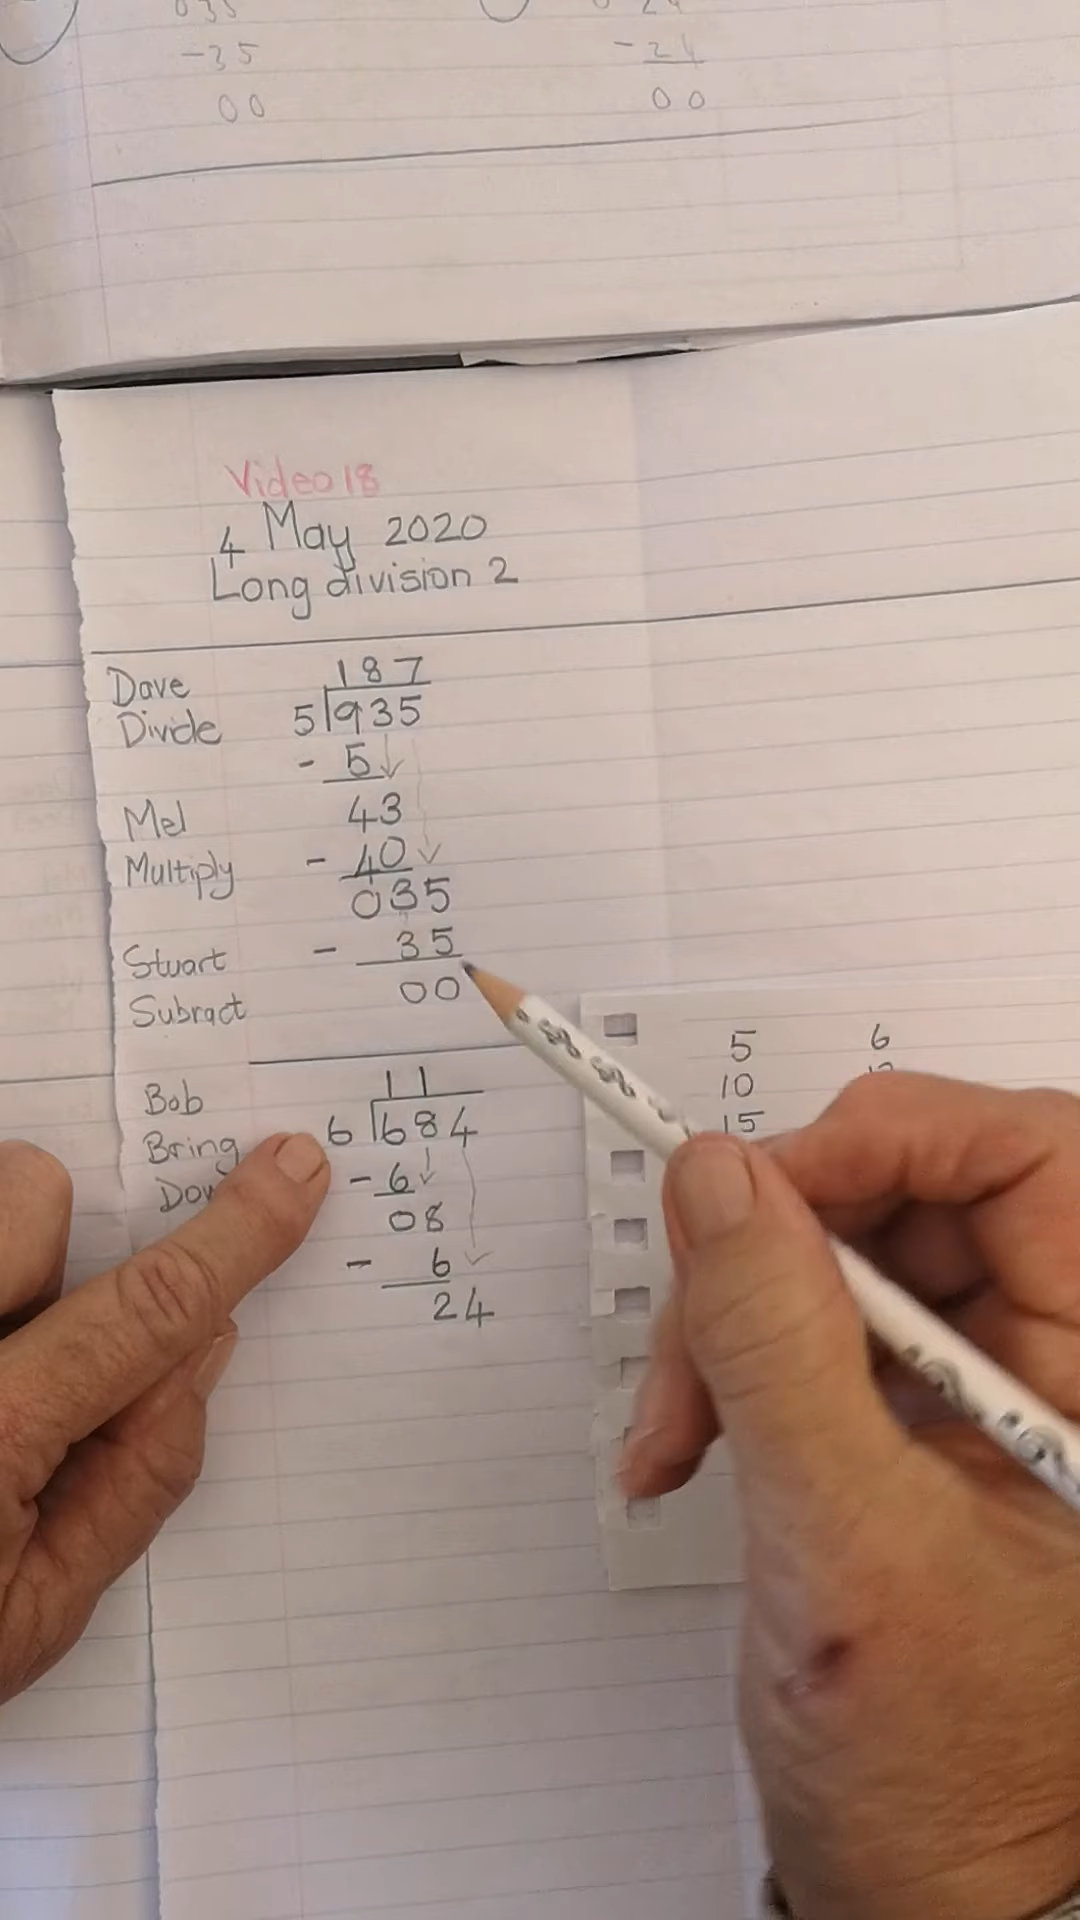 -35
-24
00
00
Video 18
4 May 2020
Long division 2
187
Dave
Divide
5 935
- 5
Mel
43
Multiply
- 40
035
Stuart
- 35
Subract
00
5 6
11
Bob
10
6 684
15
Bring
- 6
08
- 6
24